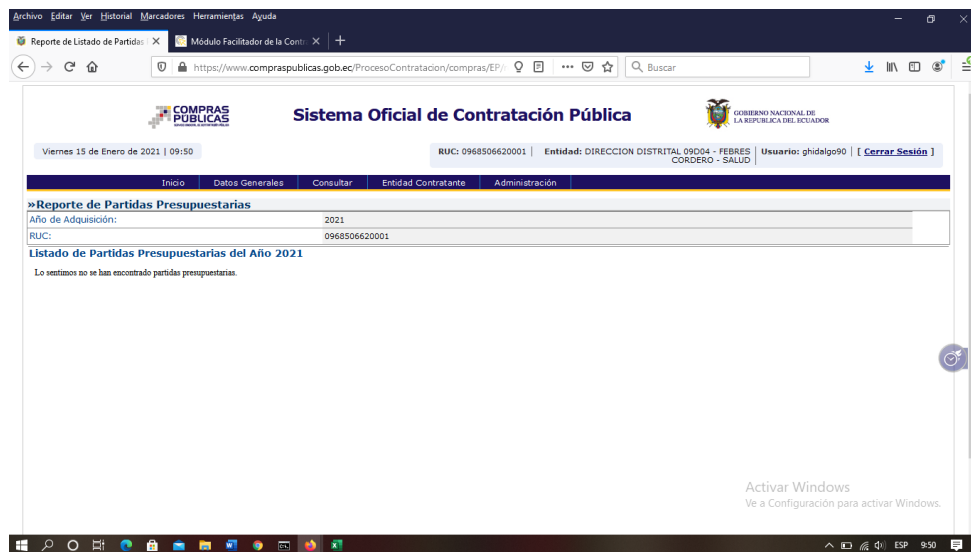 Archivo Editar Ver Historial Marcadores Herramientas Ayuda
Reporte de Listado de Partidas
Módulo Facilitador de la Contr
https://www.compraspublicas.gob.ec/ProcesoContratacion/compras/EP/
Buscar
COMPRAS
PÚBLICAS
Sistema Oficial de Contratación Pública
GOBIERNO NACIONAL DE
LA REPUBLICA DEL ECUADOR
Viernes 15 de Enero de 2021 | 09:50
RUC: 0968506620001 | Entidad: DIRECCION DISTRITAL 09D04 - FEBRES CORDERO - SALUD | Usuario: ghidalgo90 | [ Cerrar Sesión ]
Inicio Datos Generales Consultar Entidad Contratante Administración
»Reporte de Partidas Presupuestarias
Año de Adquisición: 2021
RUC: 0968506620001
Listado de Partidas Presupuestarias del Año 2021
Lo sentimos no se han encontrado partidas presupuestarias.
Activar Windows
Ve a Configuración para activar Windows.
ESP 9:50